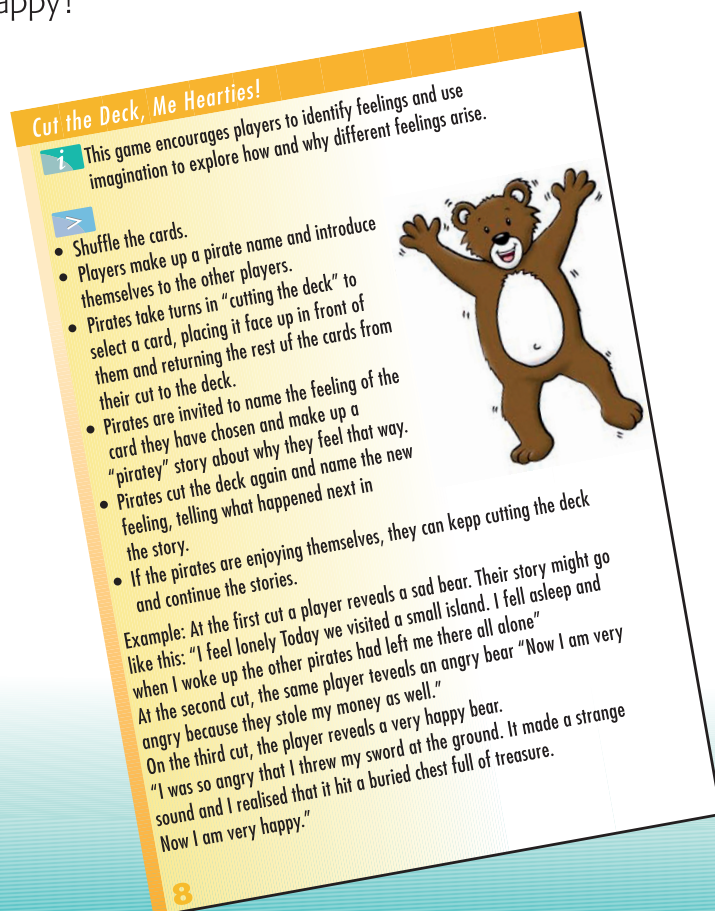 appy!
Cut the Deck, Me Hearties!
i
This game encourages players to identify feelings and use
imagination to explore how and why different feelings arise.
>
• Shuffle the cards.
• Players make up a pirate name and introduce
themselves to the other players.
• Pirates take turns in “cutting the deck” to
select a card, placing it face up in front of
them and returning the rest uf the cards from
their cut to the deck.
• Pirates are invited to name the feeling of the
card they have chosen and make up a
“piratey” story about why they feel that way.
• Pirates cut the deck again and name the new
feeling, telling what happened next in
the story.
• If the pirates are enjoying themselves, they can kepp cutting the deck
and continue the stories.
Example: At the first cut a player reveals a sad bear. Their story might go
like this: “I feel lonely Today we visited a small island. I fell asleep and
when I woke up the other pirates had left me there all alone”
At the second cut, the same player teveals an angry bear “Now I am very
angry because they stole my money as well.”
On the third cut, the player reveals a very happy bear.
“I was so angry that I threw my sword at the ground. It made a strange
sound and I realised that it hit a buried chest full of treasure.
Now I am very happy.”
8